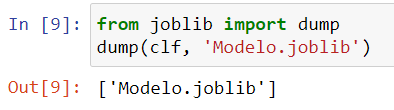 In [9]: from joblib import dump
dump(clf, 'Modelo.joblib')
Out[9]: ['Modelo.joblib']